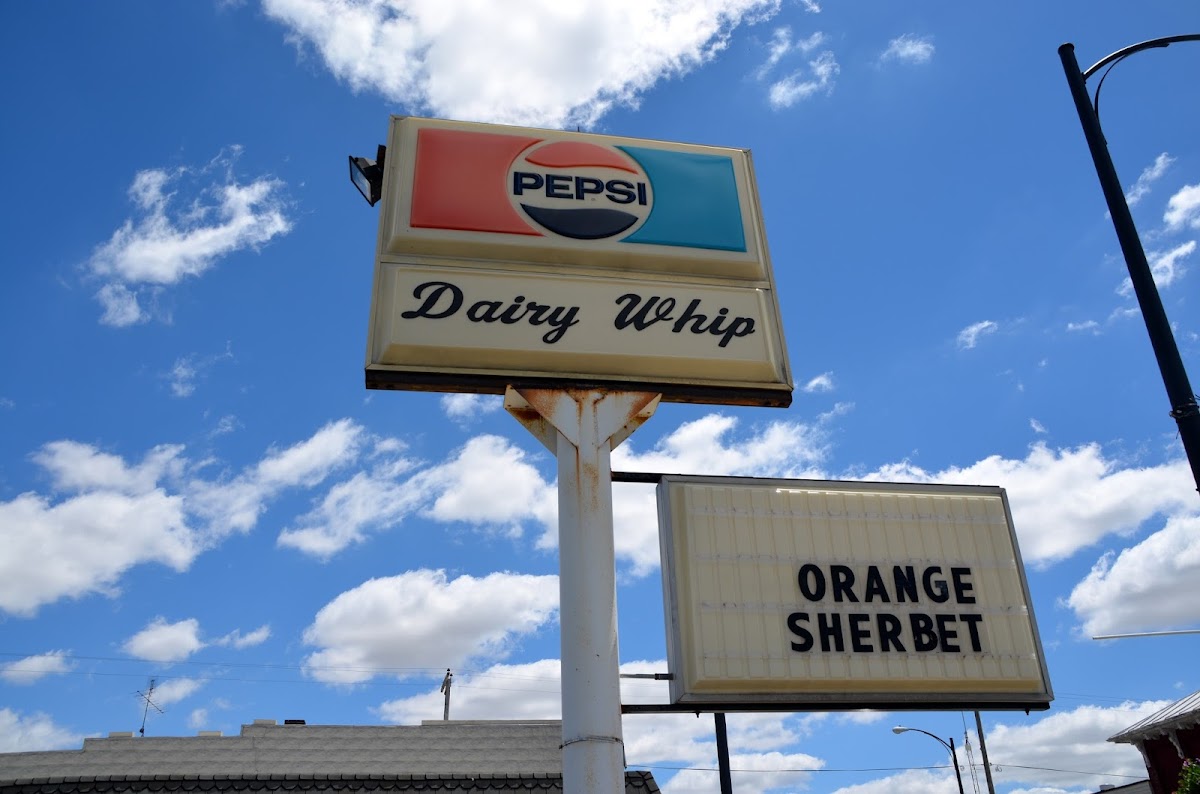 PEPSI
Dairy Whip
ORANGE
SHERBET